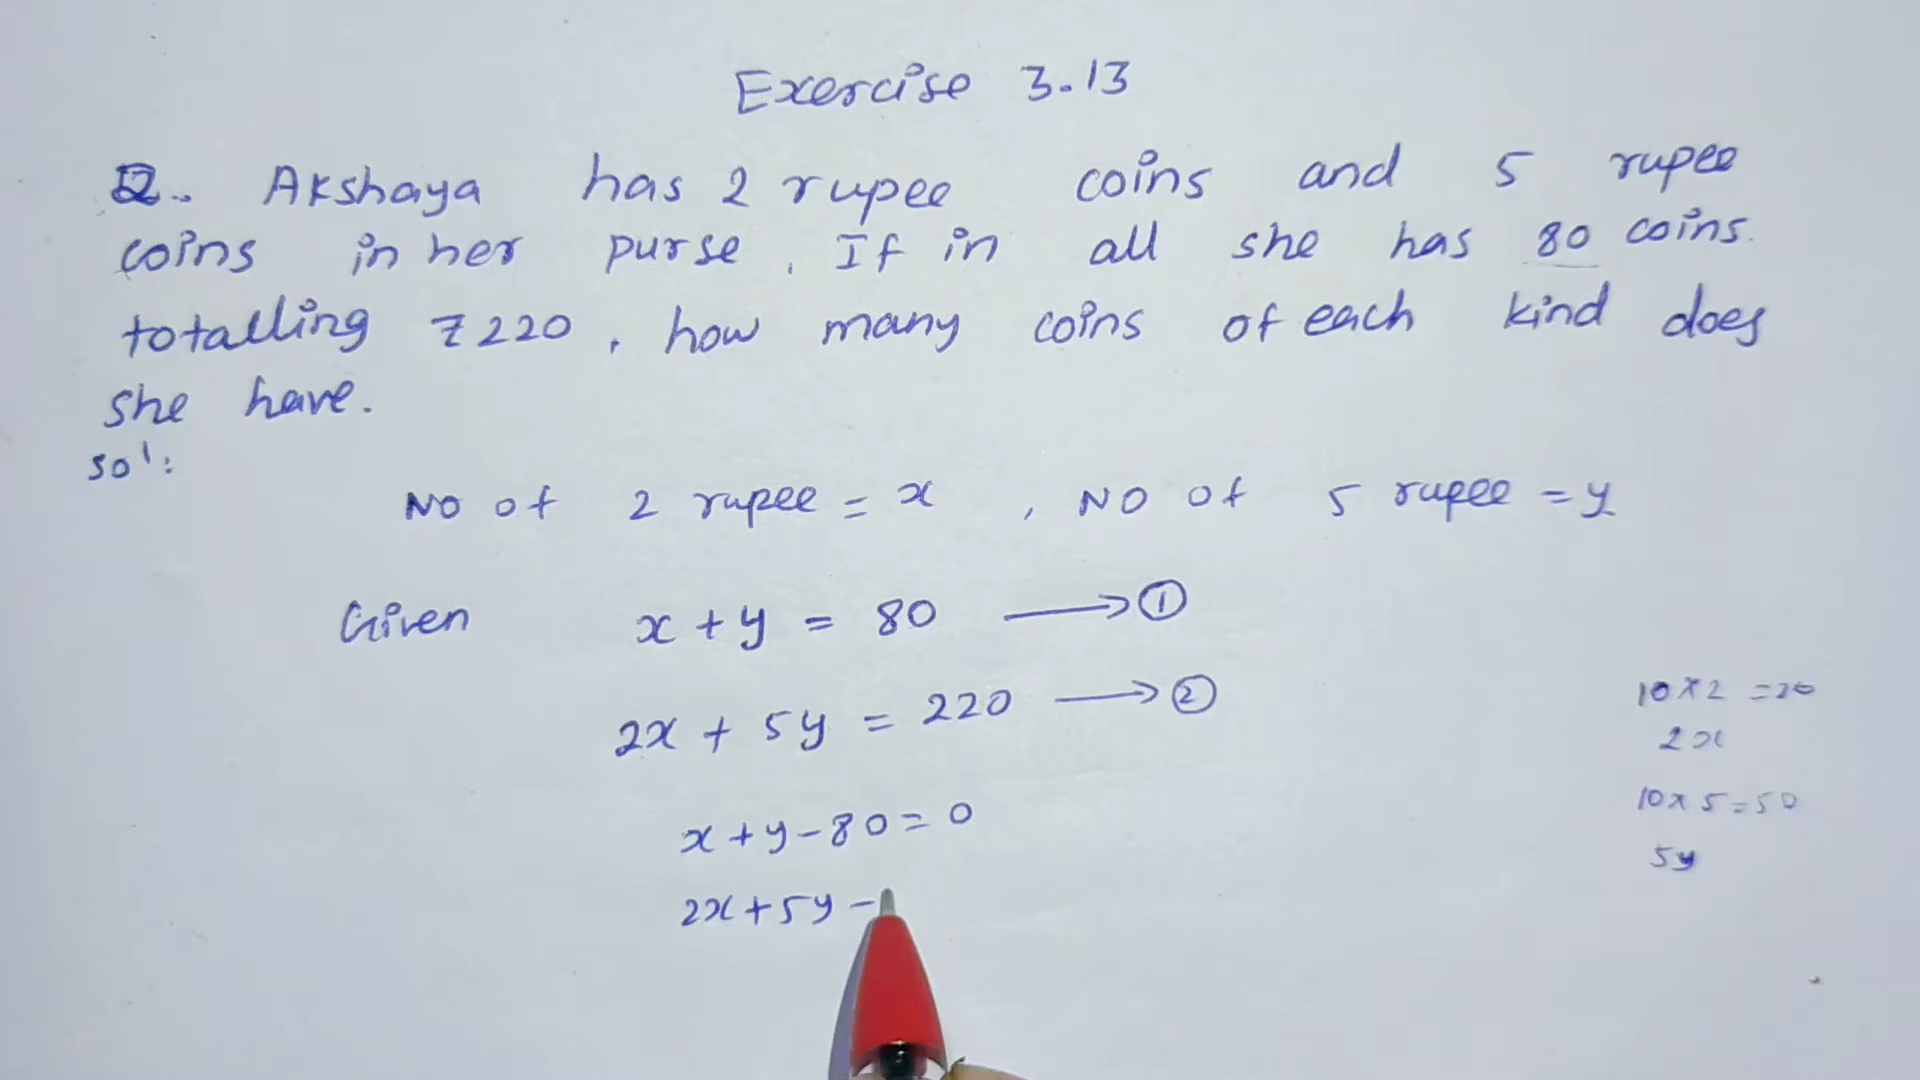 Exercise 3.13
2. Akshaya has 2 rupee coins and 5 rupee
coins in her purse. If in all she has 80 coins.
totalling ₹220, how many coins of each kind does
she have.
Sol:
No of 2 rupee = x , No of 5 rupee = y
Given x + y = 80 → ①
2x + 5y = 220 → ②
x + y - 80 = 0
2x + 5y -
10 x 2 = 20
2x
10 x 5 = 50
5y